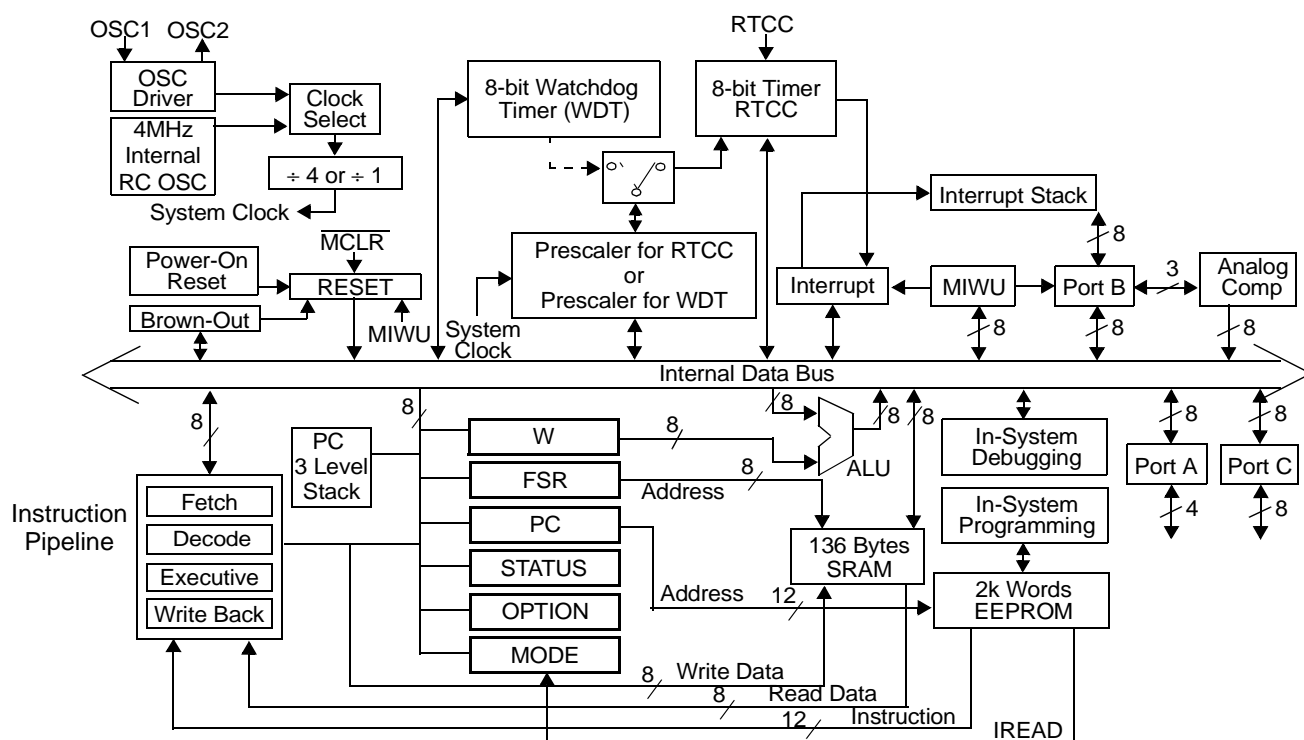 OSC1
OSC2
RTCC
OSC
Driver
Clock
Select
4MHz
Internal
RC OSC
÷ 4 or ÷ 1
System Clock
8-bit Watchdog
Timer (WDT)
8-bit Timer
RTCC
Interrupt Stack
8
MCLR
Power-On
Reset
RESET
Brown-Out
MIWU
System
Clock
Prescaler for RTCC
or
Prescaler for WDT
Interrupt
MIWU
Port B
3
Analog
Comp
8
8
8
Internal Data Bus
8
8
8
8
8
8
8
PC
3 Level
Stack
W
8
FSR
8
Address
PC
STATUS
OPTION
MODE
ALU
In-System
Debugging
In-System
Programming
Port A
Port C
4
8
Instruction
Pipeline
Fetch
Decode
Executive
Write Back
136 Bytes
SRAM
Address
12
2k Words
EEPROM
8
Write Data
8
Read Data
12
Instruction
IREAD